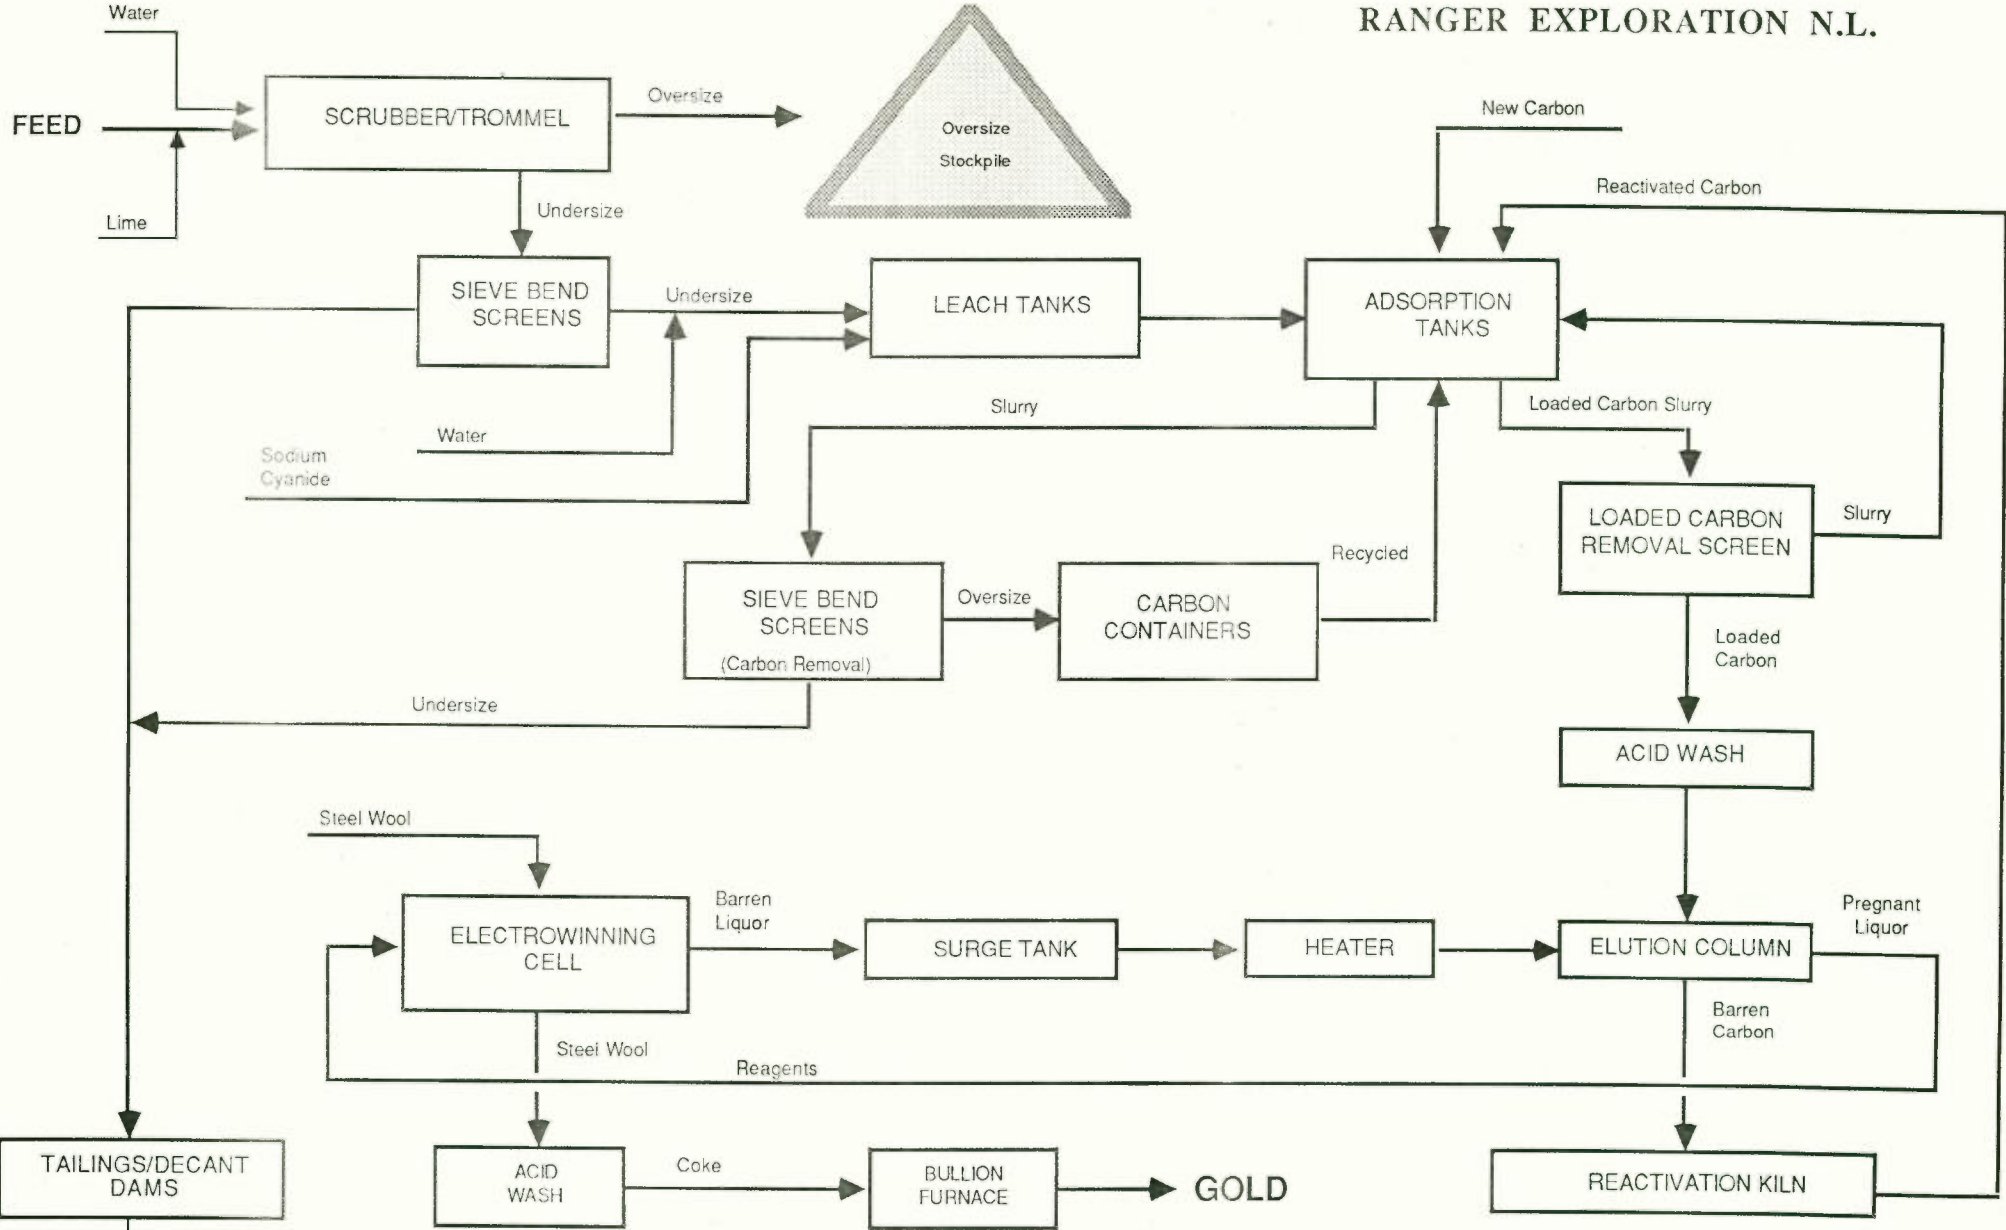 RANGER EXPLORATION N.L.
Water
FEED
Lime
SCRUBBER/TROMMEL
Oversize
Oversize
Stockpile
New Carbon
Reactivated Carbon
Undersize
SIEVE BEND
SCREENS
Undersize
LEACH TANKS
ADSORPTION
TANKS
Water
Sodium
Cyanide
Slurry
Loaded Carbon Slurry
LOADED CARBON
REMOVAL SCREEN
Slurry
SIEVE BEND
SCREENS
(Carbon Removal)
Oversize
CARBON
CONTAINERS
Recycled
Loaded
Carbon
Undersize
ACID WASH
Steel Wool
ELECTROWINNING
CELL
Barren
Liquor
SURGE TANK
HEATER
ELUTION COLUMN
Pregnant
Liquor
Barren
Carbon
Steel Wool
Reagents
TAILINGS/DECANT
DAMS
ACID
WASH
Coke
BULLION
FURNACE
GOLD
REACTIVATION KILN